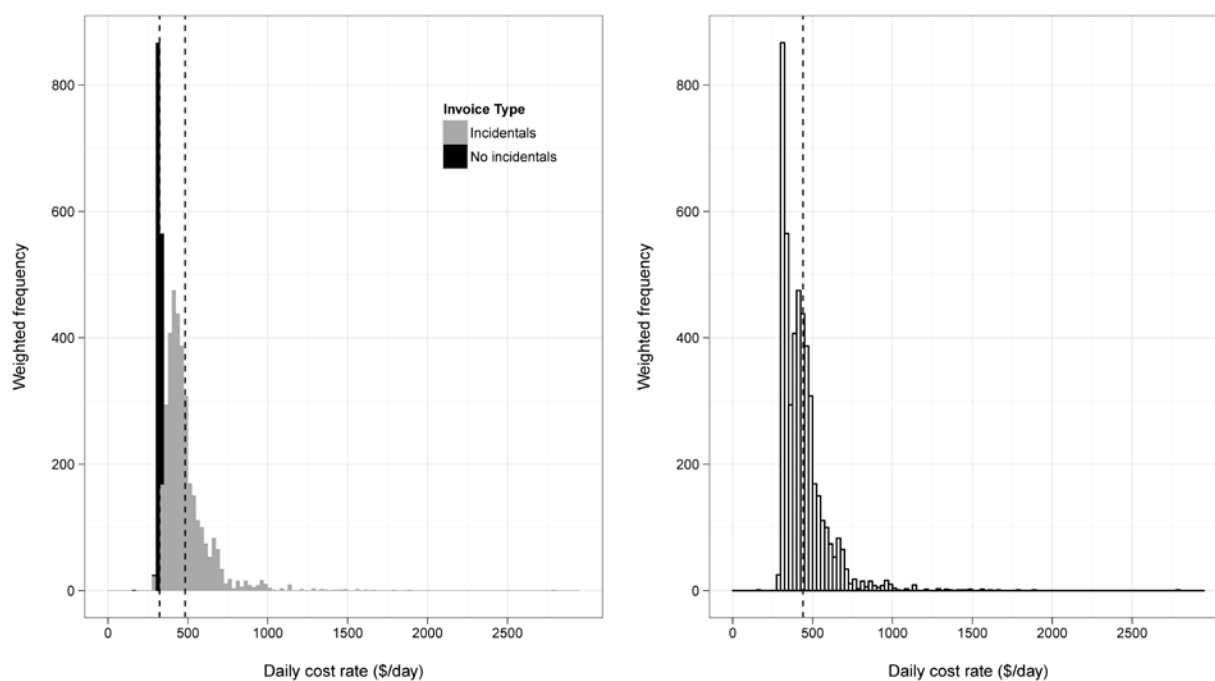 Weighted frequency
800
600
400
200
0
Invoice Type
Incidentals
No incidentals
0 500 1000 1500 2000 2500
Daily cost rate ($/day)
Weighted frequency
800
600
400
200
0
0 500 1000 1500 2000 2500
Daily cost rate ($/day)